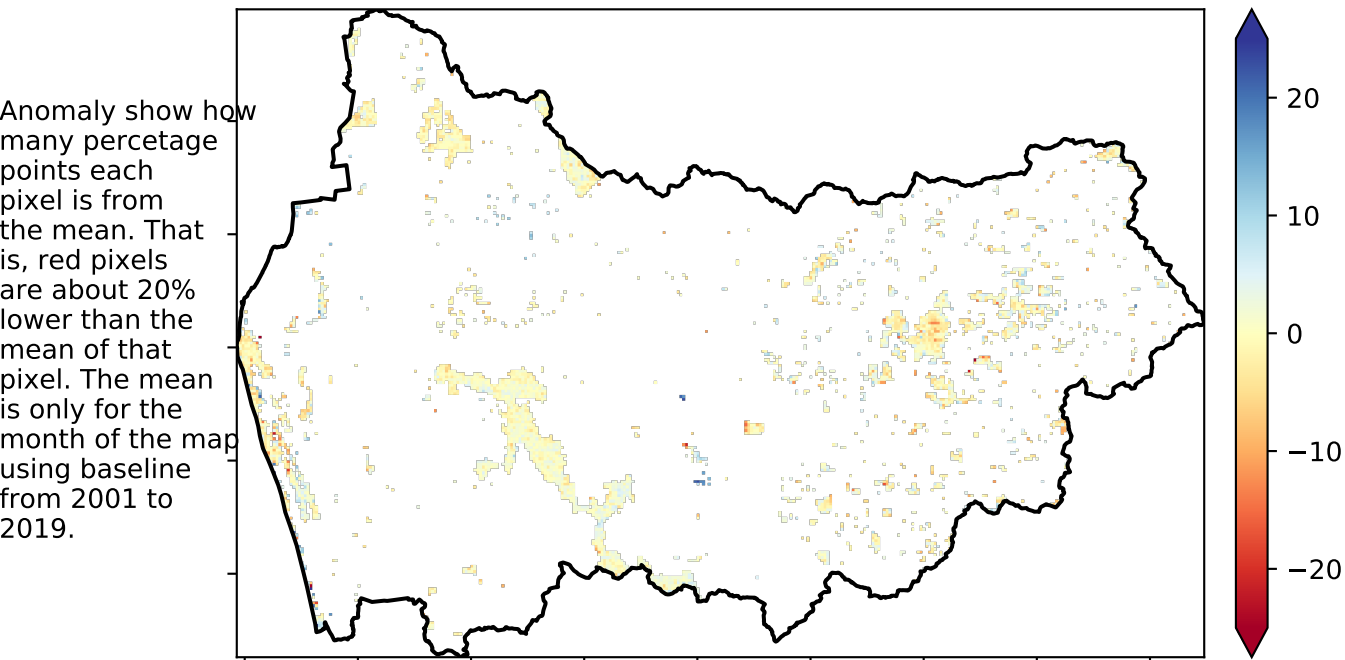 Anomaly show how
many percetage
points each
pixel is from
the mean. That
is, red pixels
are about 20%
lower than the
mean of that
pixel. The mean
is only for the
month of the map
using baseline
from 2001 to
2019.
20
10
0
−10
−20